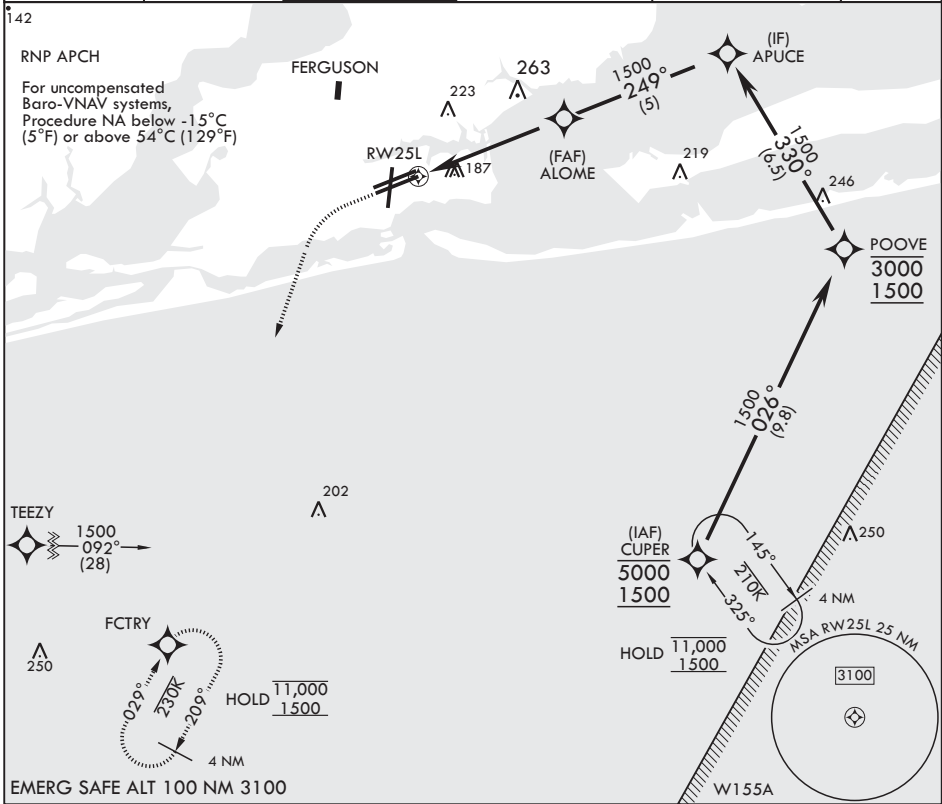 142
RNP APCH
For uncompensated
Baro-VNAV systems,
Procedure NA below -15°C
(5°F) or above 54°C (129°F)
FERGUSON
223
263
(IF)
APUCE
1500
249°
(5)
RW25L
187
(FAF)
ALOME
219
1500
330°
(6.5)
246
POOVE
3000
1500
1500
026°
(9.8)
202
TEEZY
1500
092°
(28)
(IAF)
CUPER
5000
1500
145°
210K
325°
4 NM
250
HOLD 11,000
1500
FCTRY
250
029°
230K
209°
4 NM
HOLD 11,000
1500
MSA RW25L 25 NM
3100
W155A
EMERG SAFE ALT 100 NM 3100